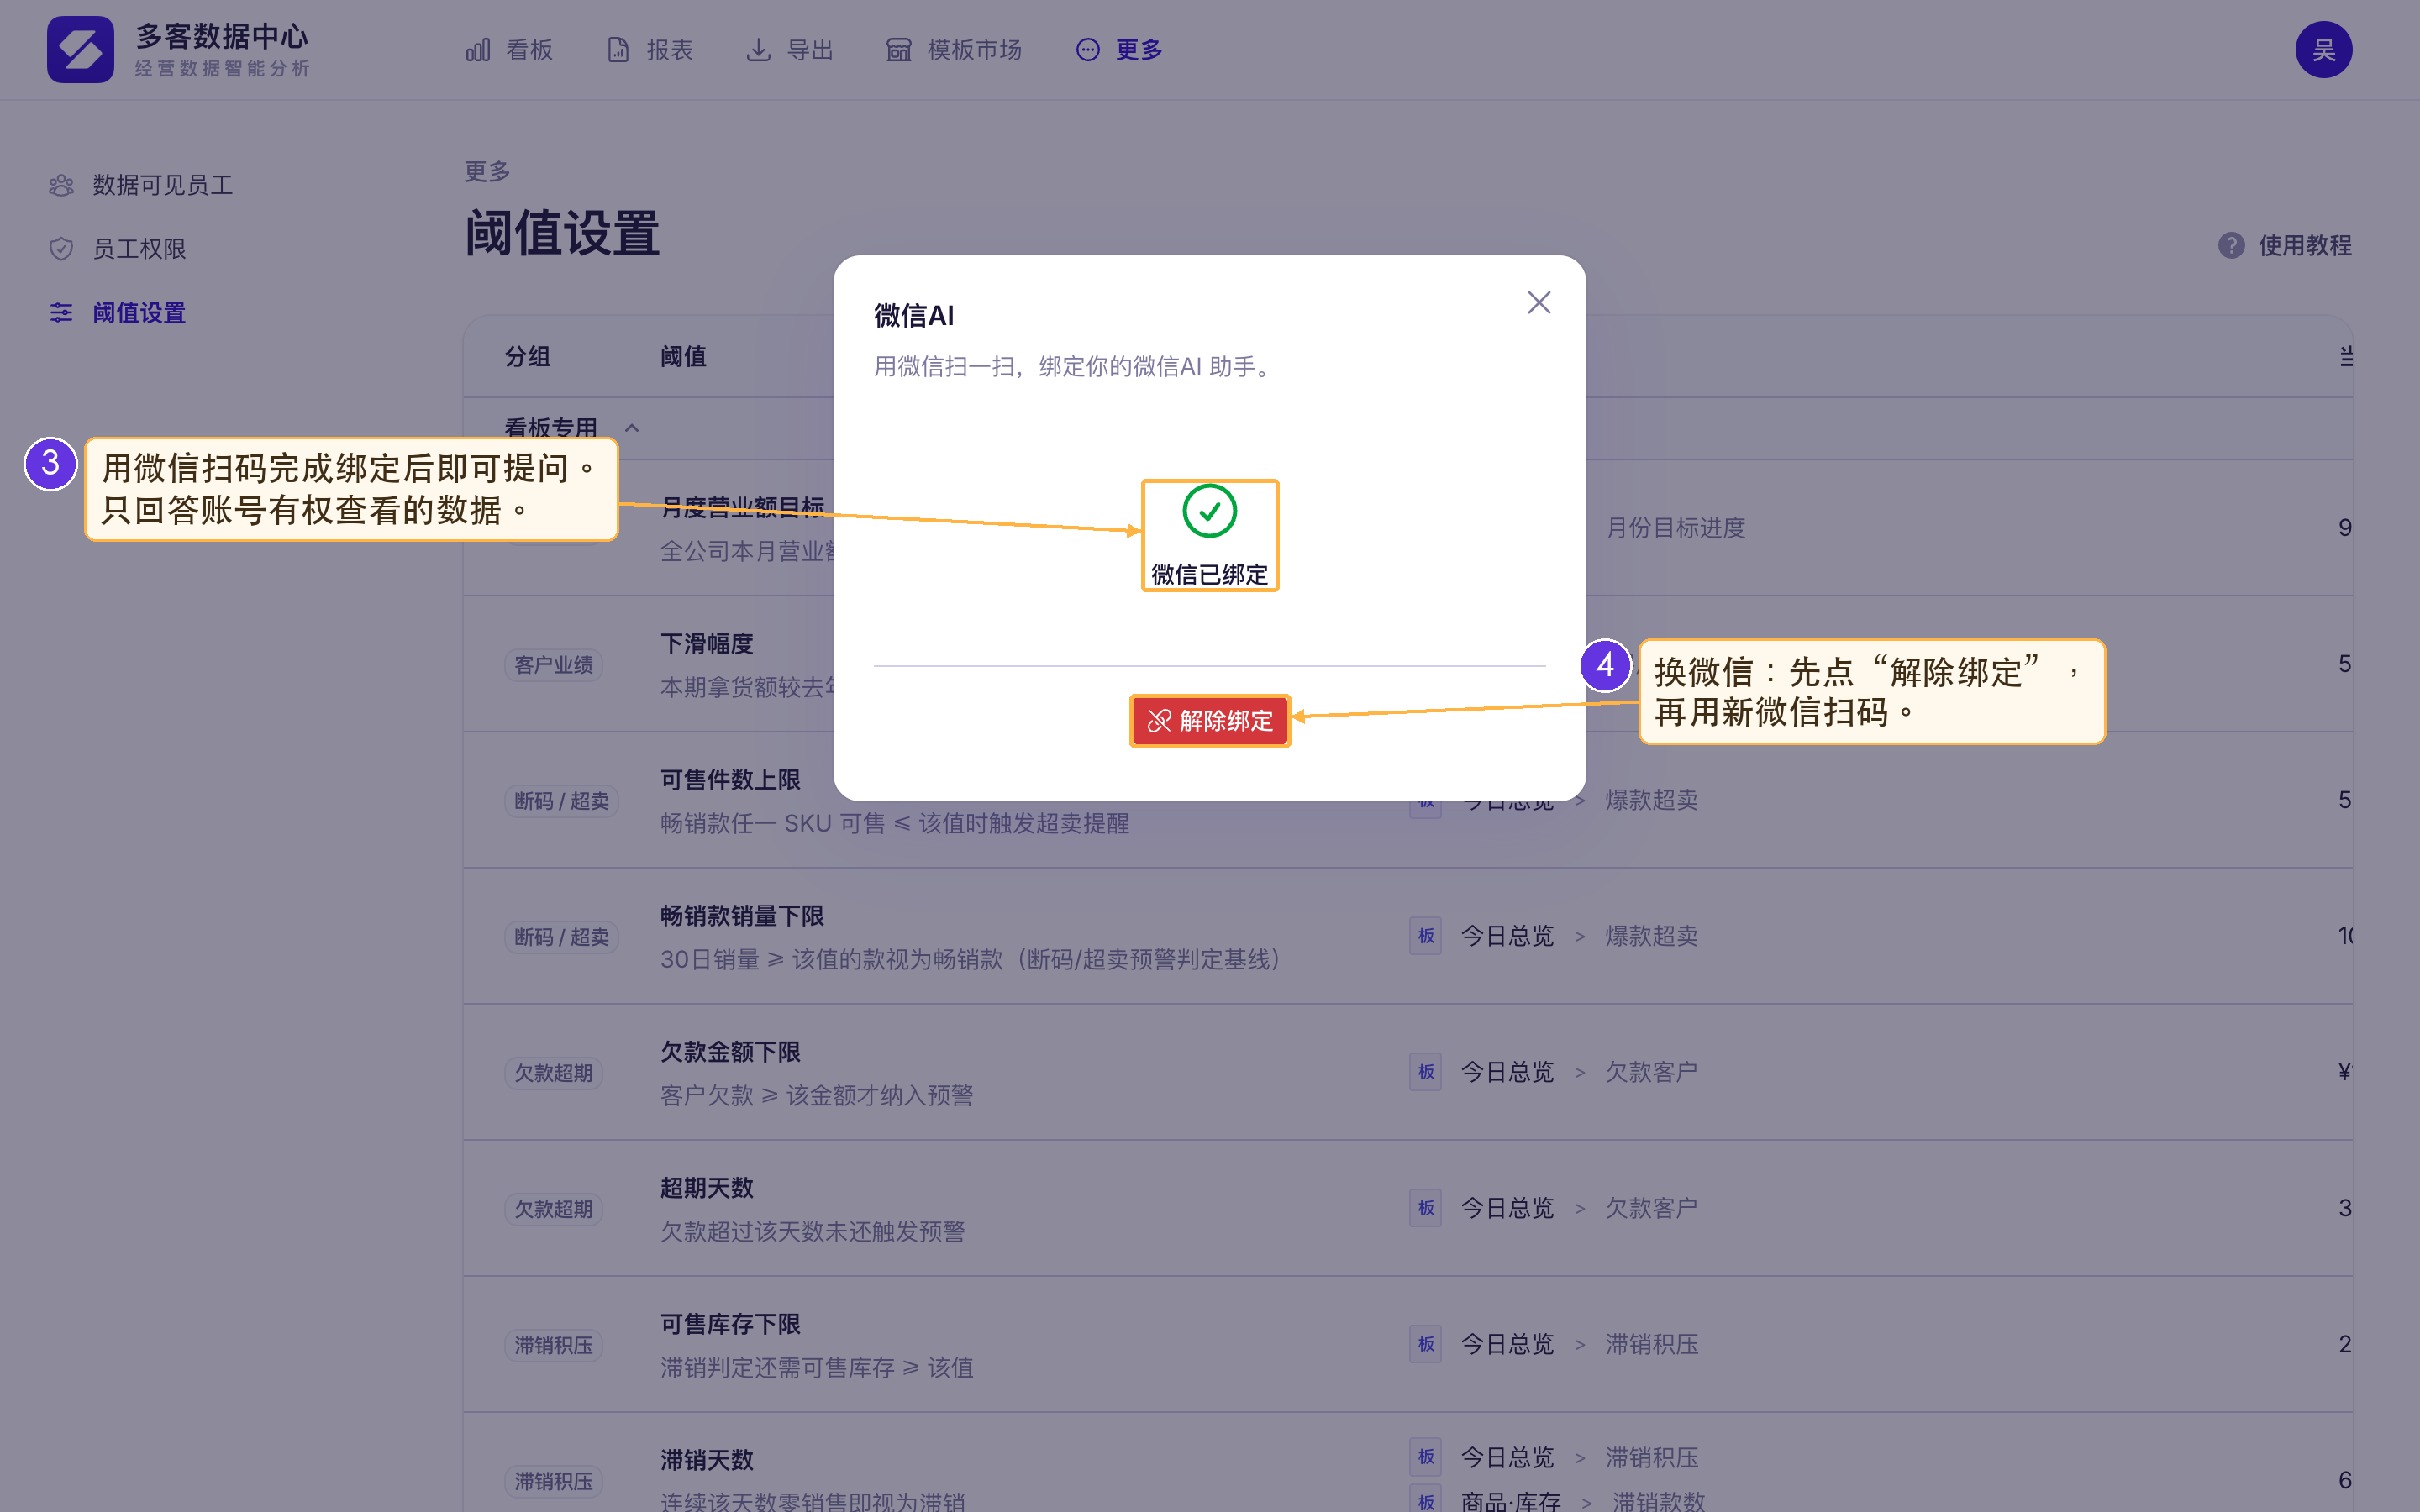 多客数据中心
经营数据智能分析
看板
报表
导出
模板市场
更多
吴
数据可见员工
员工权限
阈值设置
更多
阈值设置
使用教程
分组
阈值
看板专用
月度营业额目标
全公司本月营业额
月份目标进度
9
客户业绩
下滑幅度
本期拿货额较去年
5
断码 / 超卖
可售件数上限
畅销款任一 SKU 可售 ≤ 该值时触发超卖提醒
板 今日总览 > 爆款超卖
5
断码 / 超卖
畅销款销量下限
30日销量 ≥ 该值的款视为畅销款（断码/超卖预警判定基线）
板 今日总览 > 爆款超卖
10
欠款超期
欠款金额下限
客户欠款 ≥ 该金额才纳入预警
板 今日总览 > 欠款客户
¥
欠款超期
超期天数
欠款超过该天数未还触发预警
板 今日总览 > 欠款客户
3
滞销积压
可售库存下限
滞销判定还需可售库存 ≥ 该值
板 今日总览 > 滞销积压
2
滞销积压
滞销天数
连续该天数零销售即视为滞销
板 今日总览 > 滞销积压
板 商品·库存 > 滞销款数
6
微信AI
用微信扫一扫，绑定你的微信AI 助手。
微信已绑定
解除绑定
3
用微信扫码完成绑定后即可提问。
只回答账号有权查看的数据。
4
换微信：先点“解除绑定”，
再用新微信扫码。